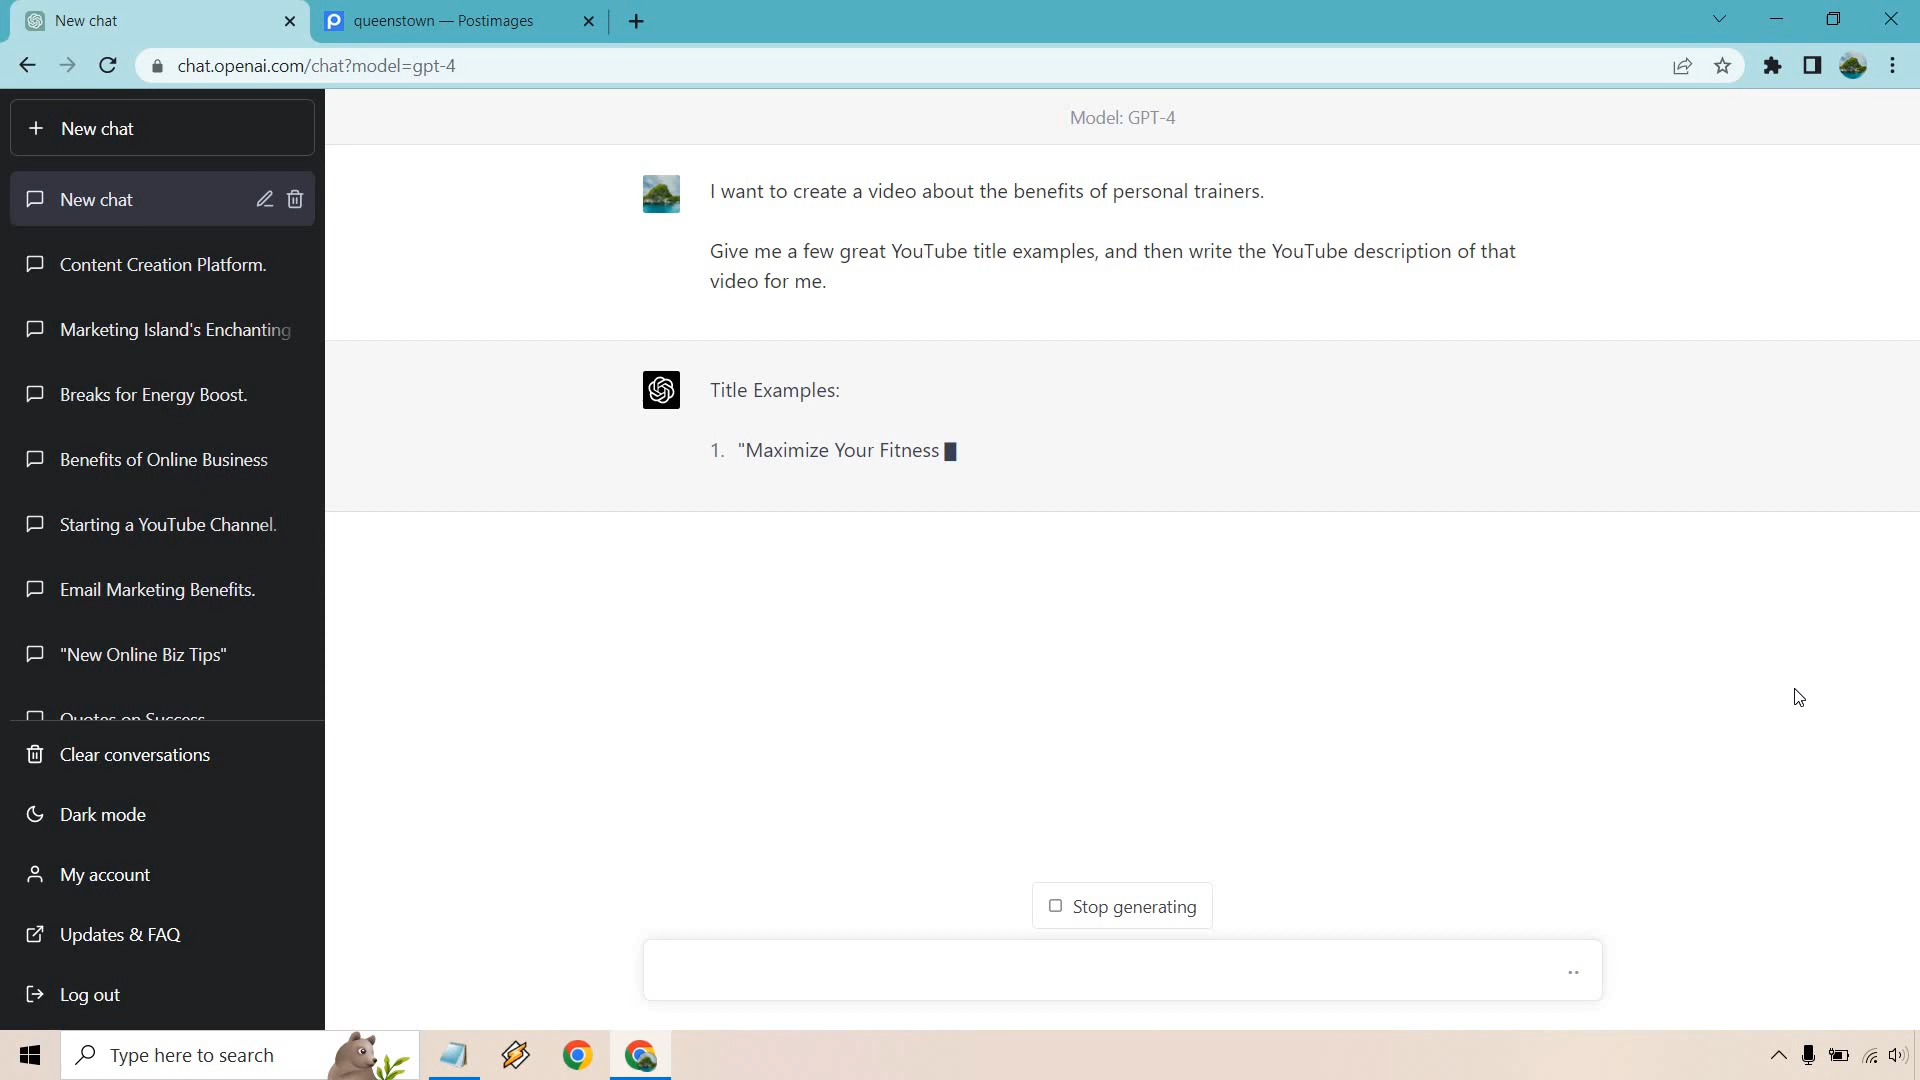 New chat
queenstown — Postimages
chat.openai.com/chat?model=gpt-4
New chat
New chat
Content Creation Platform.
Marketing Island's Enchanting
Breaks for Energy Boost.
Benefits of Online Business
Starting a YouTube Channel.
Email Marketing Benefits.
"New Online Biz Tips"
Quotes on Success
Clear conversations
Dark mode
My account
Updates & FAQ
Log out
Model: GPT-4
I want to create a video about the benefits of personal trainers.
Give me a few great YouTube title examples, and then write the YouTube description of that
video for me.
Title Examples:
1. "Maximize Your Fitness
Stop generating
Type here to search